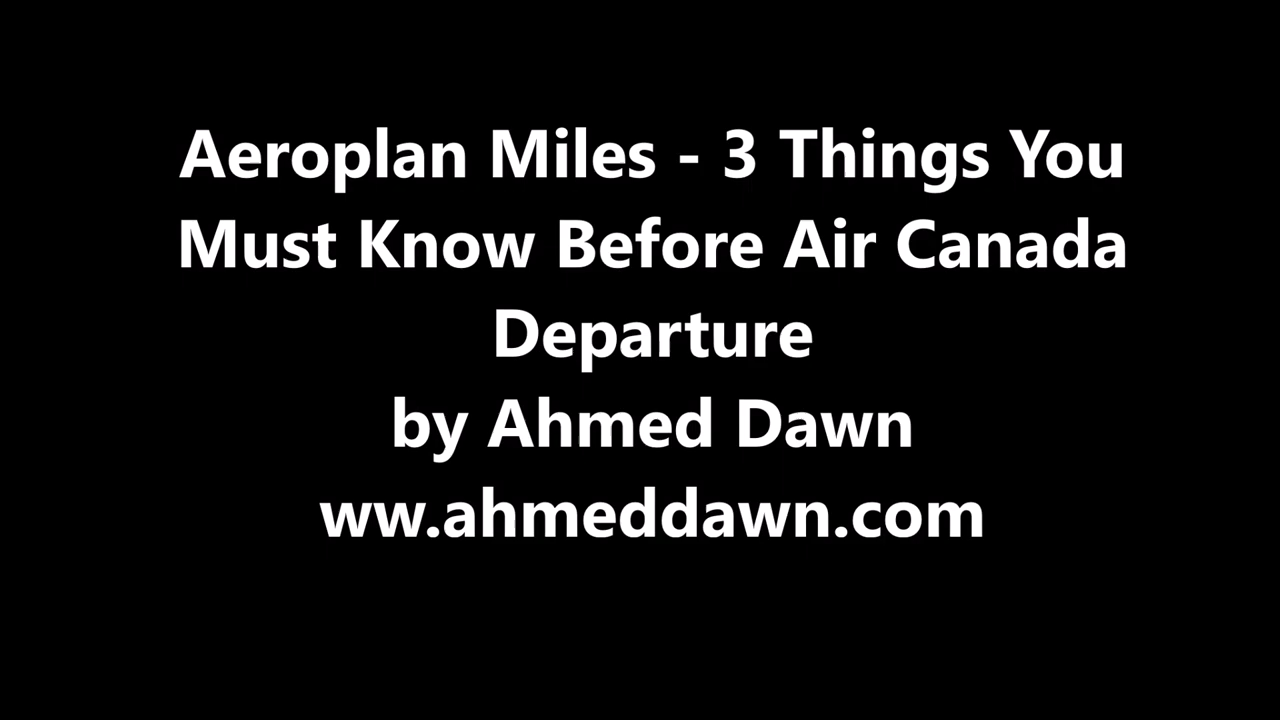 Aeroplan Miles - 3 Things You
Must Know Before Air Canada
Departure
by Ahmed Dawn
ww.ahmeddawn.com